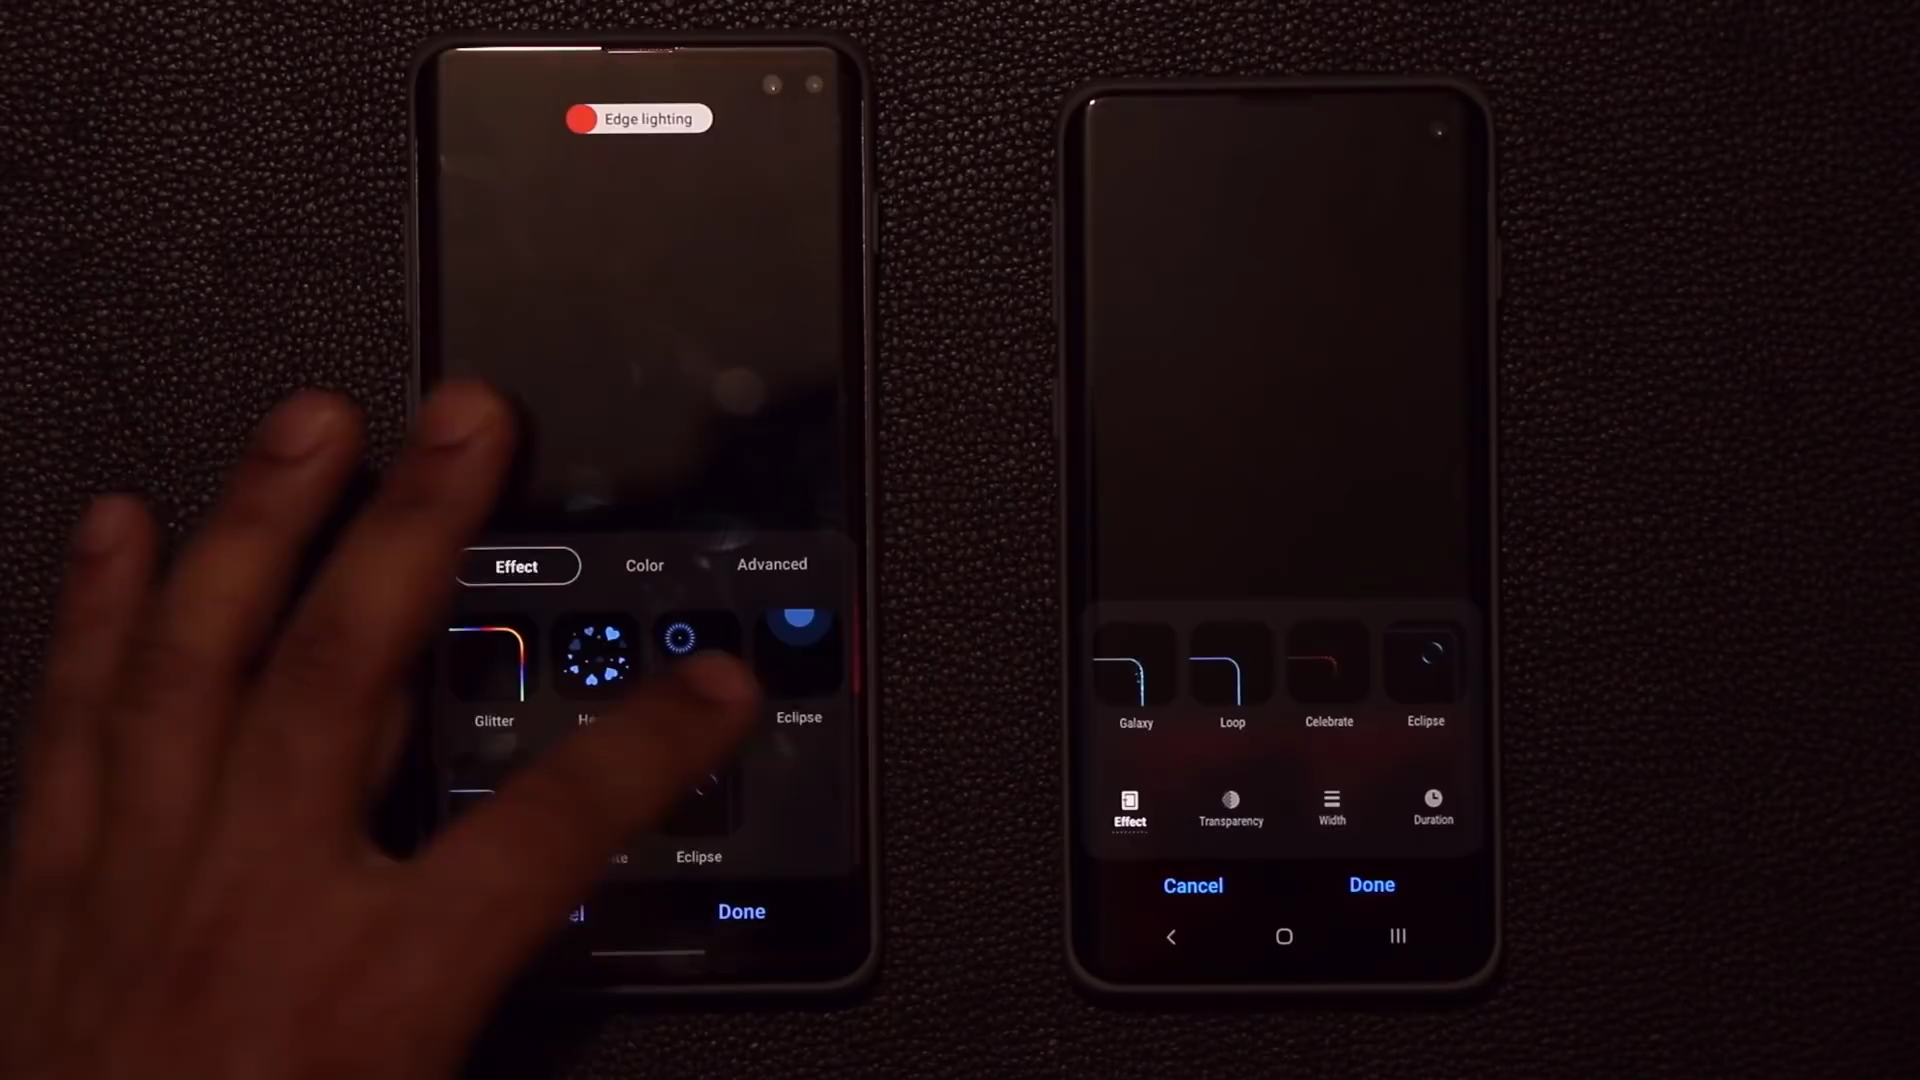 Edge lighting
Effect Color Advanced
Glitter Eclipse
Eclipse
Done
Galaxy Loop Celebrate Eclipse
Effect Transparency Width Duration
Cancel Done